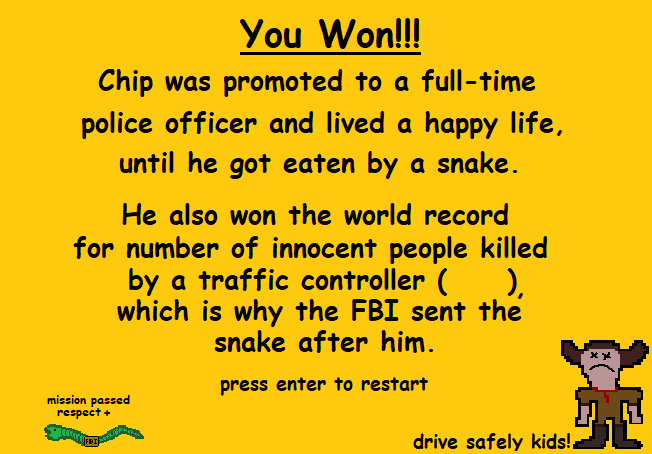 You Won!!!
Chip was promoted to a full-time
police officer and lived a happy life,
until he got eaten by a snake.
He also won the world record
for number of innocent people killed
by a traffic controller (    ),
which is why the FBI sent the
snake after him.
press enter to restart
mission passed
respect +
FBI
drive safely kids!